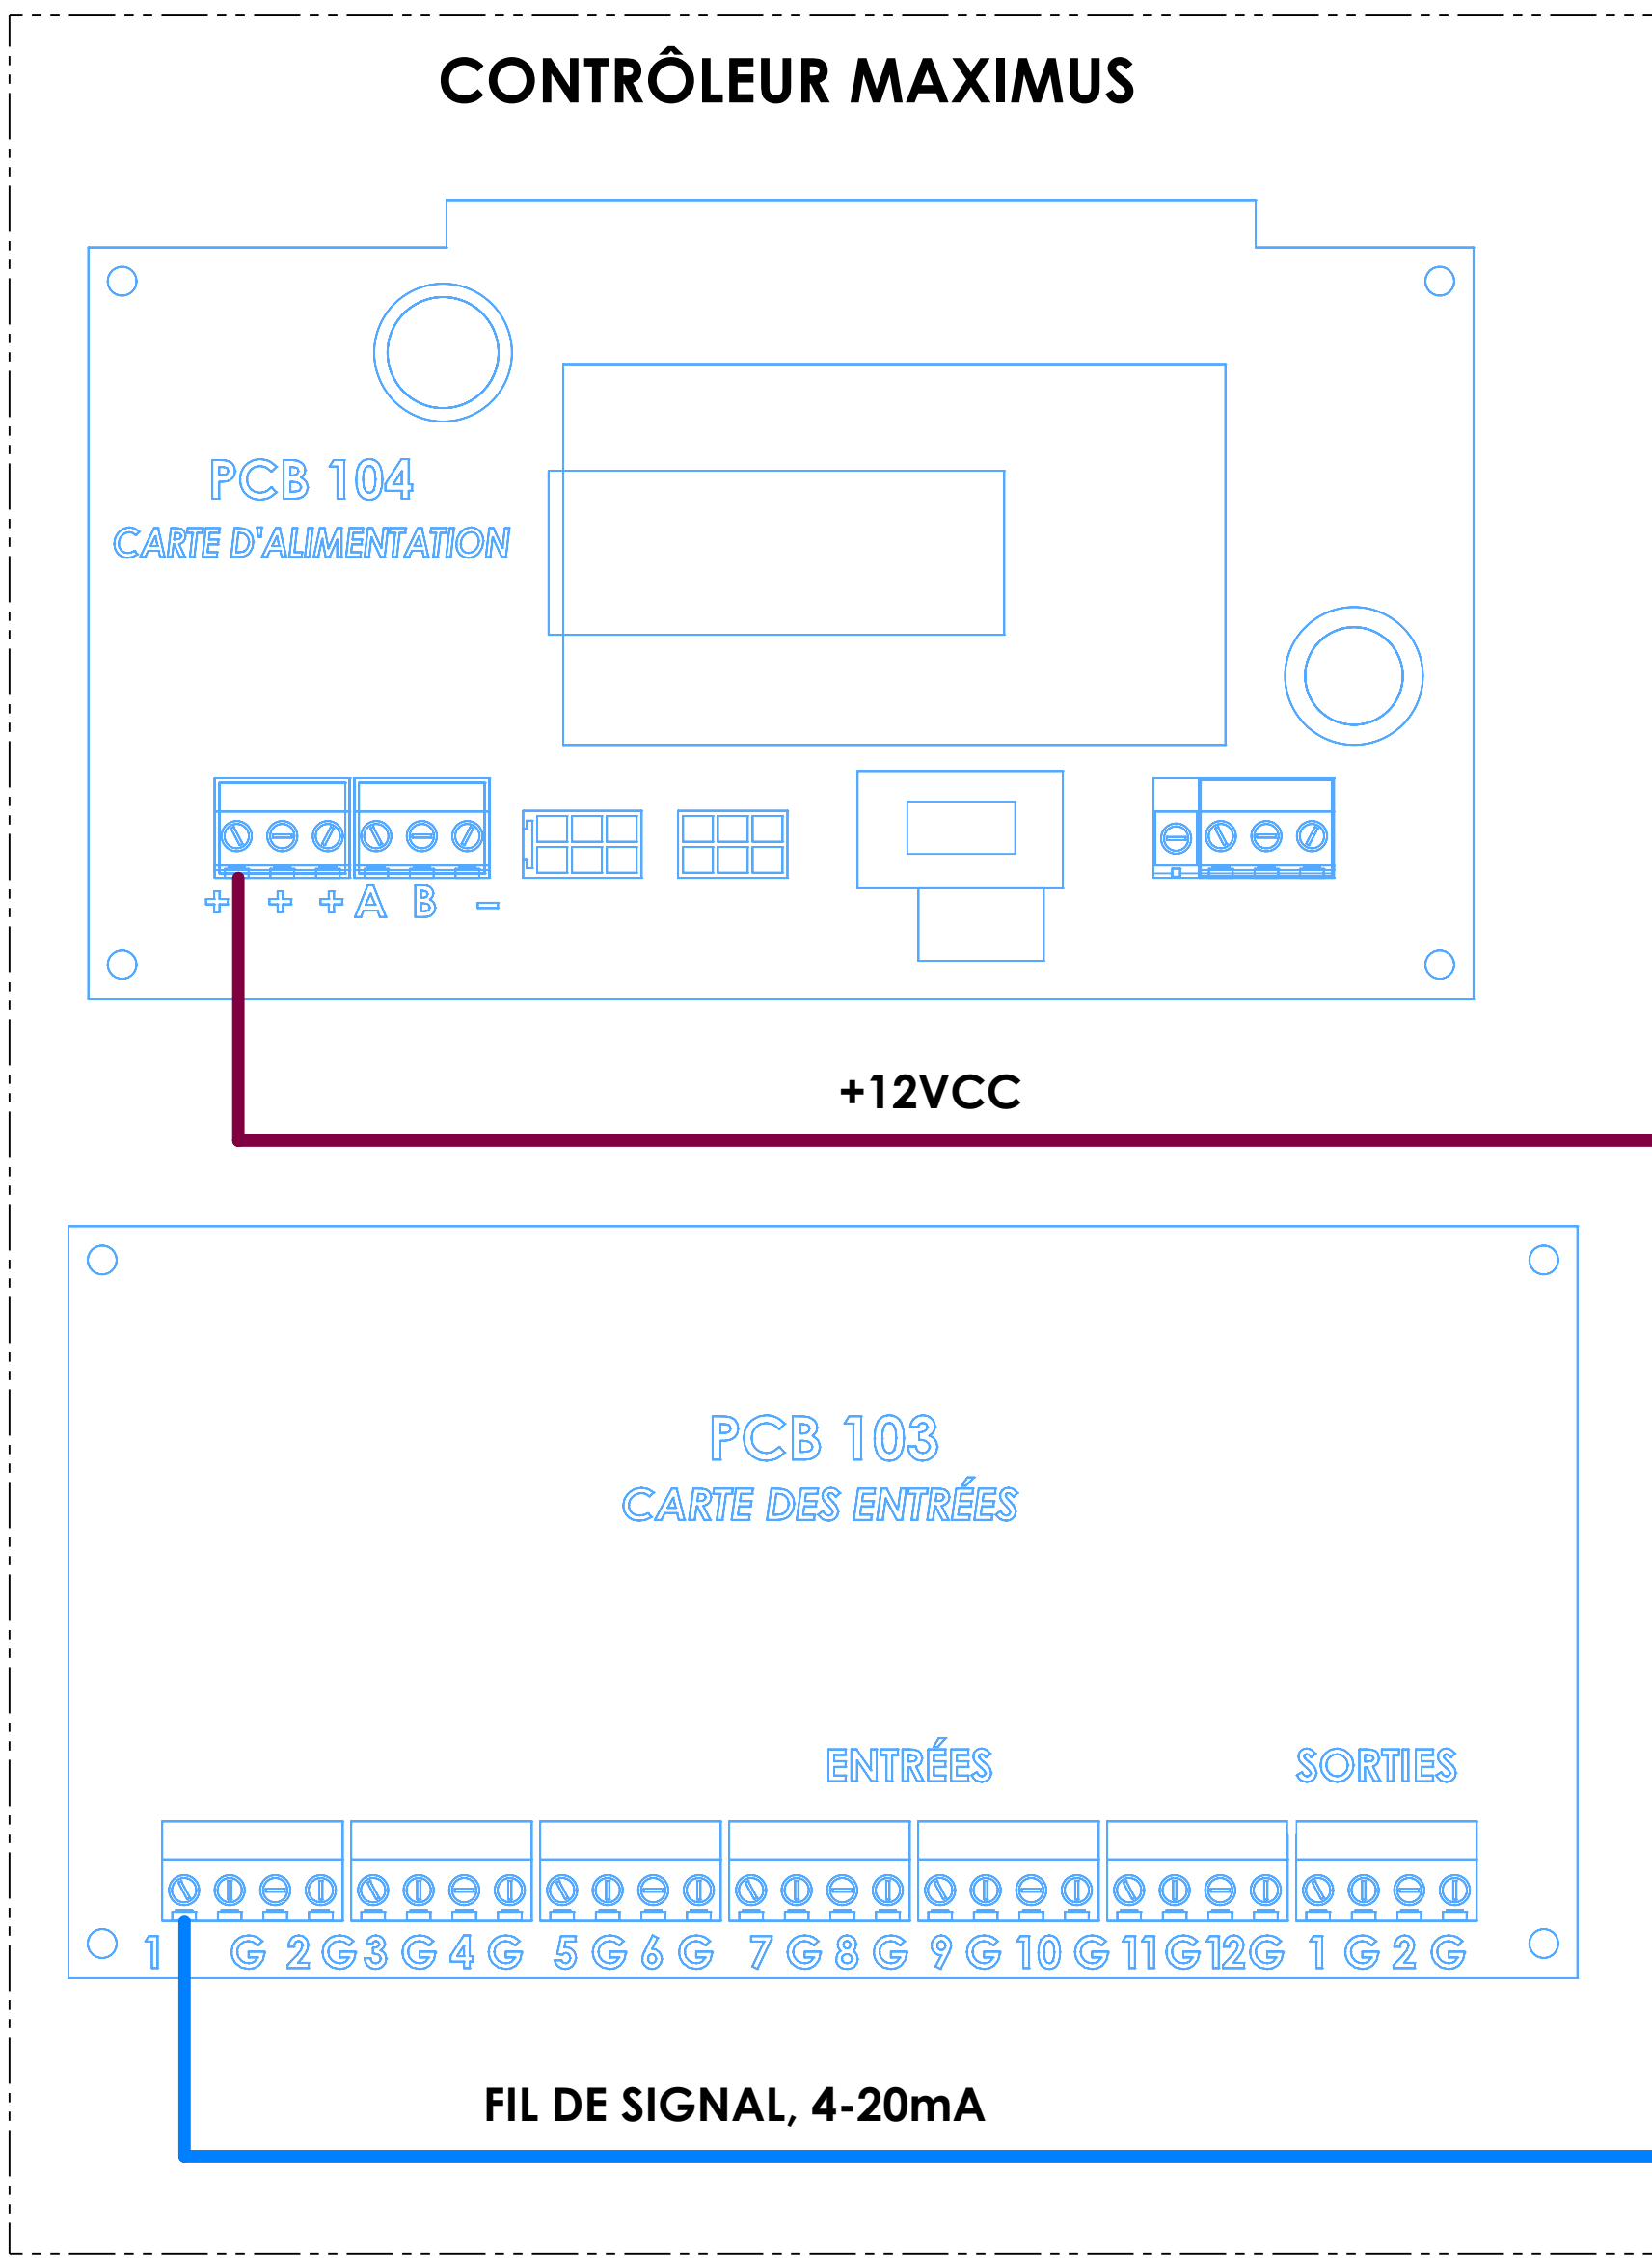 CONTRÔLEUR MAXIMUS
PCB 104
CARTE D'ALIMENTATION
+ + + A B –
+12VCC
PCB 103
CARTE DES ENTRÉES
ENTRÉES SORTIES
1 G 2 G 3 G 4 G 5 G 6 G 7 G 8 G 9 G 10 G 11 G 12 G 1 G 2 G
FIL DE SIGNAL, 4-20mA